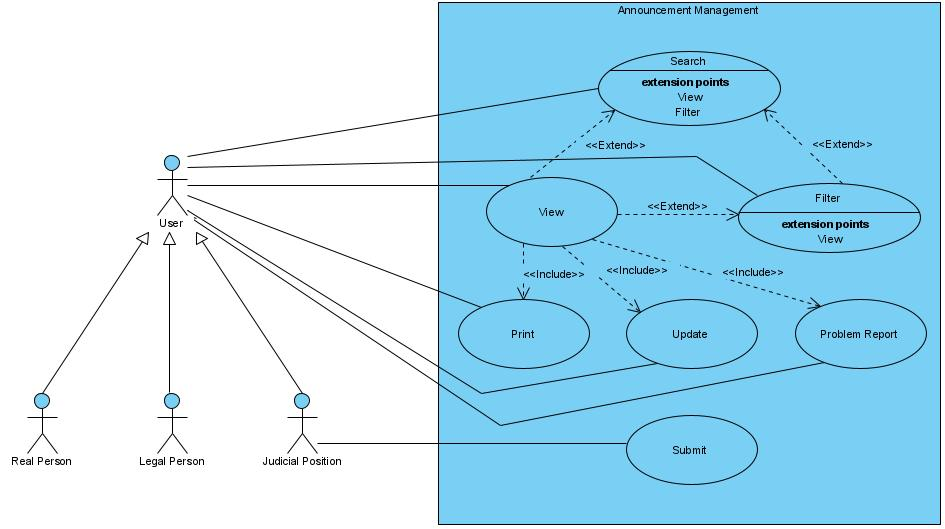 Announcement Management
Search
extension points
View
Filter
<<Extend>>
<<Extend>>
User
View
<<Extend>>
Filter
extension points
View
<<Include>>
<<Include>>
<<Include>>
Print
Update
Problem Report
Real Person
Legal Person
Judicial Position
Submit